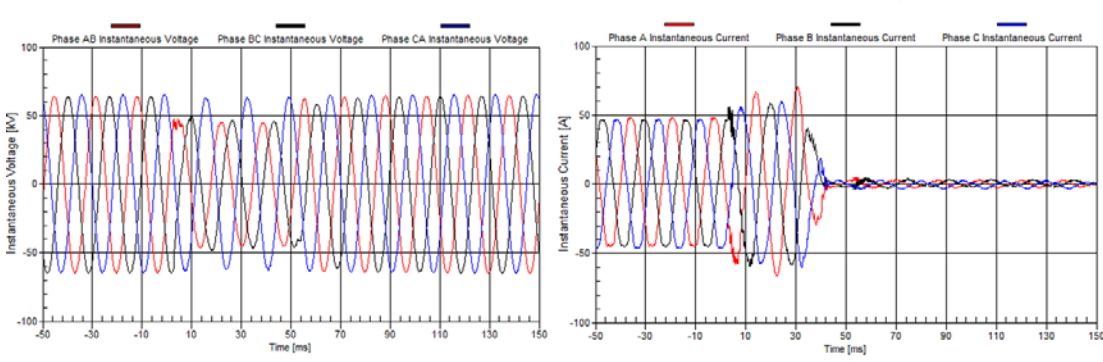 Phase AB Instantaneous Voltage Phase BC Instantaneous Voltage Phase CA Instantaneous Voltage
100
50
0
-50
-100
Instantaneous Voltage [kV]
-50 -30 -10 10 30 50 70 90 110 130 150
Time [ms]
Phase A Instantaneous Current Phase B Instantaneous Current Phase C Instantaneous Current
100
50
0
-50
-100
Instantaneous Current [A]
-50 -30 -10 10 30 50 70 90 110 130 150
Time [ms]